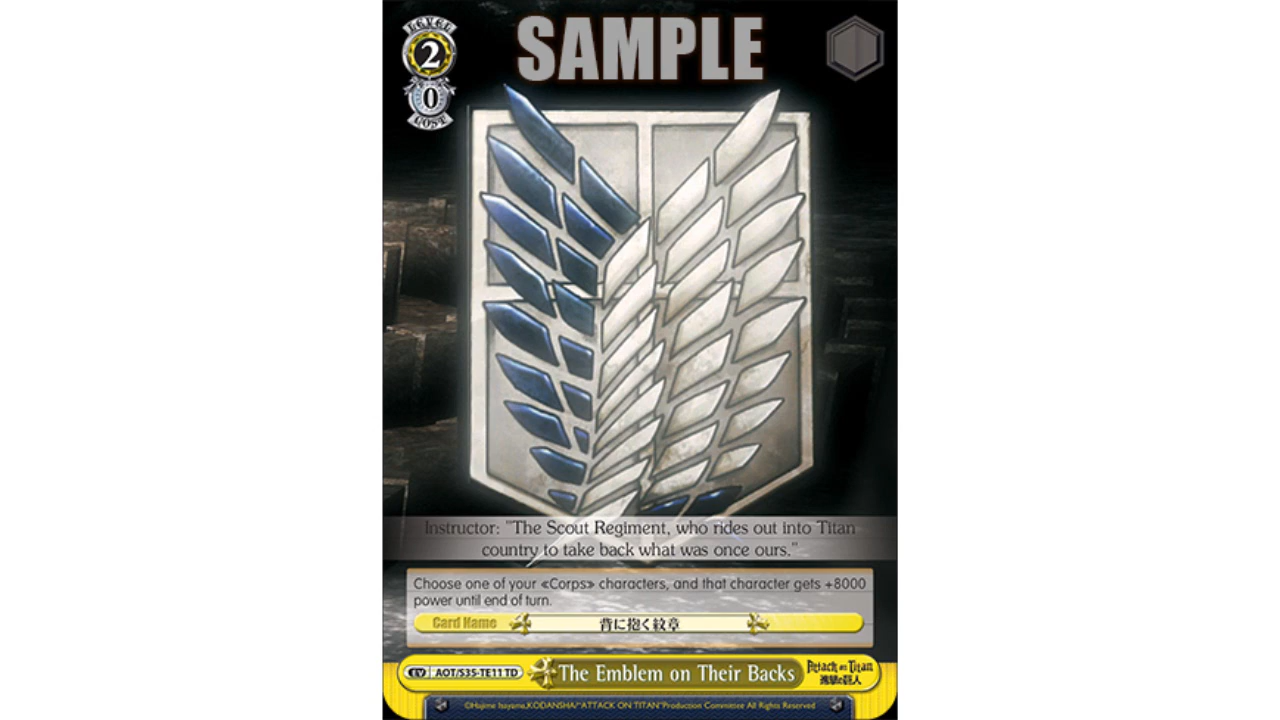 LEVEL
2
0
COST
SAMPLE
Instructor: "The Scout Regiment, who rides out into Titan
country to take back what was once ours."
Choose one of your «Corps» characters, and that character gets +8000
power until end of turn.
Card Name 背に抱く紋章
EV AOT/S35-TE11 TD The Emblem on Their Backs Attack on Titan
進撃の巨人
©Hajime Isayama,KODANSHA/"ATTACK ON TITAN"Production Committee All Rights Reserved